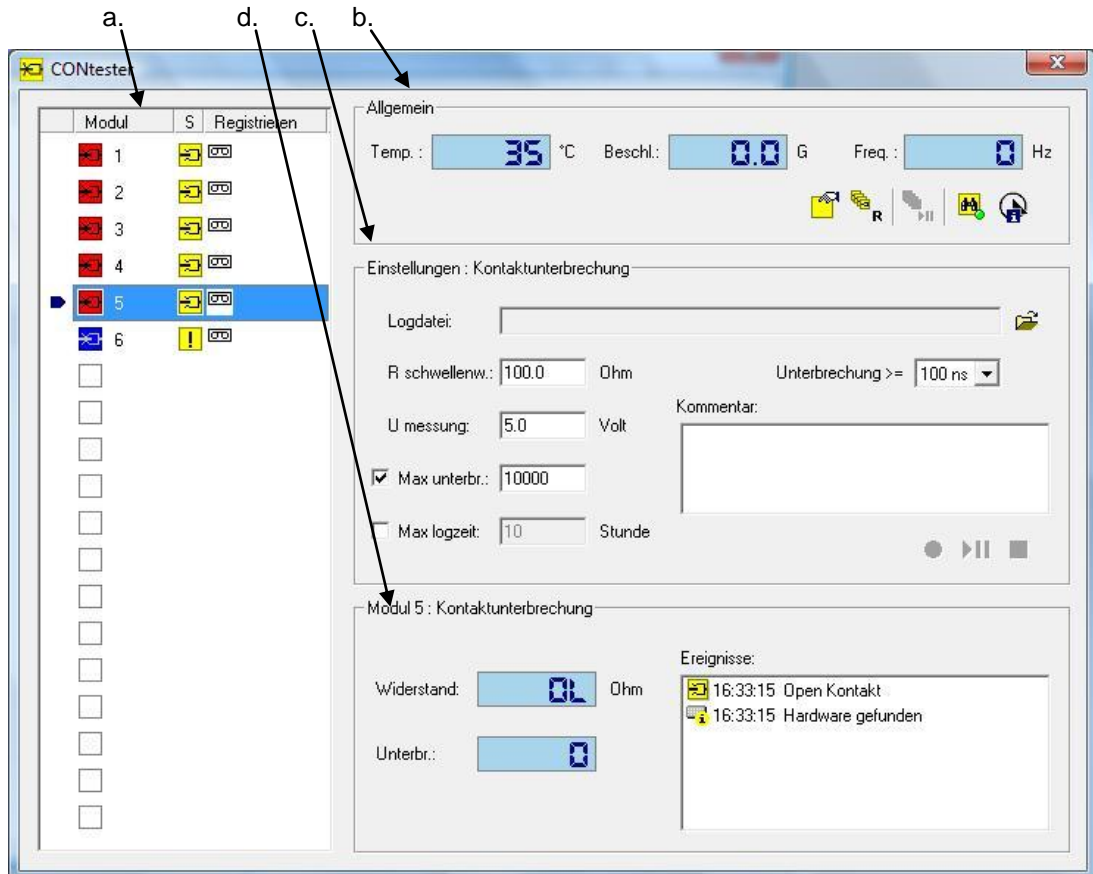 a. d. c. b.
CONtester
Modul S Registrieren
1
2
3
4
5
6
Allgemein
Temp. : 35 °C Beschl.: 0.0 G Freq. : 0 Hz
R
Einstellungen : Kontaktunterbrechung
Logdatei:
R schwellenw.: 100.0 Ohm Unterbrechung >= 100 ns
U messung: 5.0 Volt
Kommentar:
Max unterbr.: 10000
Max logzeit: 10 Stunde
Modul 5 : Kontaktunterbrechung
Widerstand: OL Ohm
Unterbr.: 0
Ereignisse:
16:33:15 Open Kontakt
16:33:15 Hardware gefunden